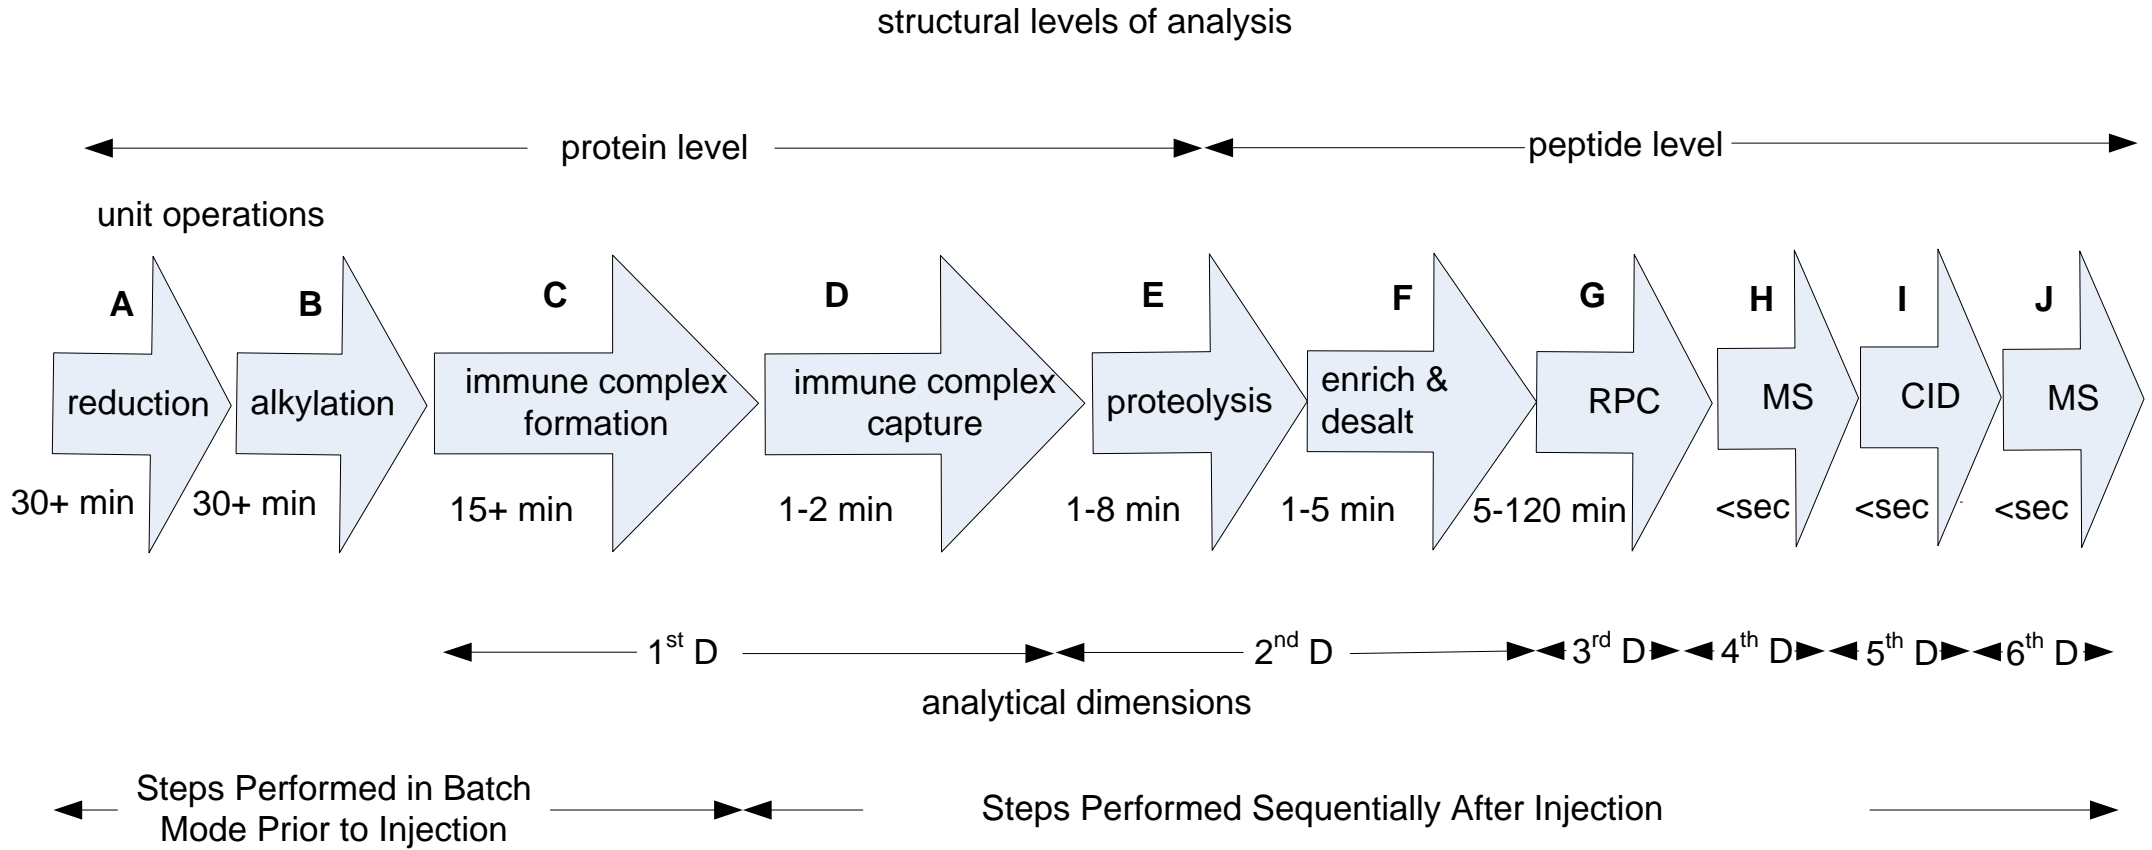 structural levels of analysis
protein level
peptide level
unit operations
A
B
C
D
E
F
G
H
I
J
reduction
alkylation
immune complex
formation
immune complex
capture
proteolysis
enrich &
desalt
RPC
MS
CID
MS
30+ min
30+ min
15+ min
1-2 min
1-8 min
1-5 min
5-120 min
<sec
<sec
<sec
1st D
2nd D
3rd D
4th D
5th D
6th D
analytical dimensions
Steps Performed in Batch
Mode Prior to Injection
Steps Performed Sequentially After Injection